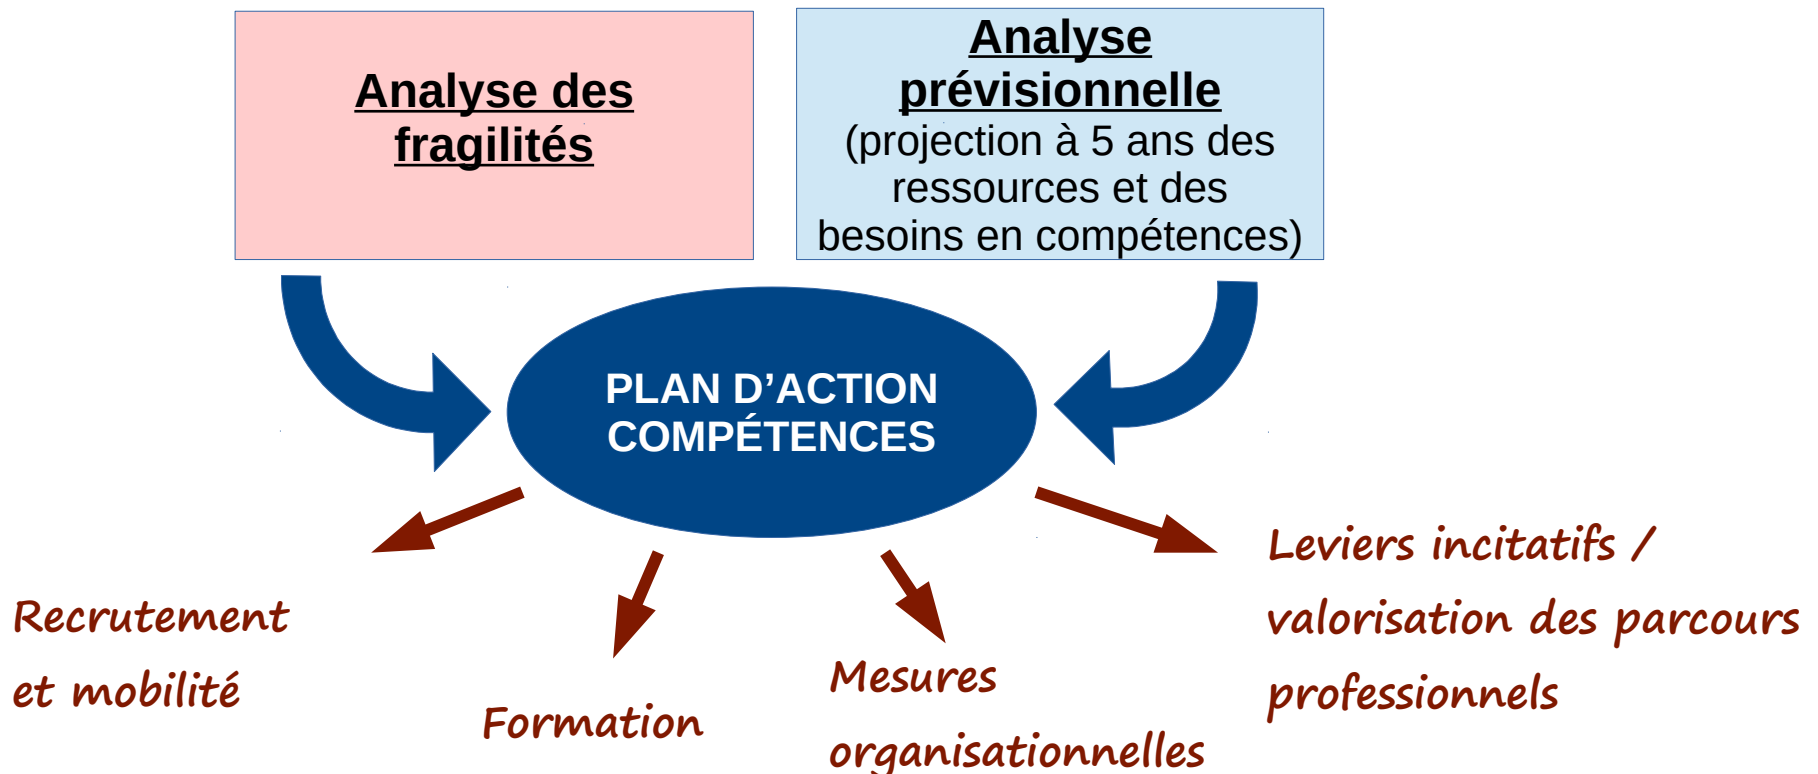 Analyse des
fragilités
Analyse
prévisionnelle
(projection à 5 ans des
ressources et des
besoins en compétences)
PLAN D’ACTION
COMPÉTENCES
Recrutement
et mobilité
Formation
Mesures
organisationnelles
Leviers incitatifs /
valorisation des parcours
professionnels